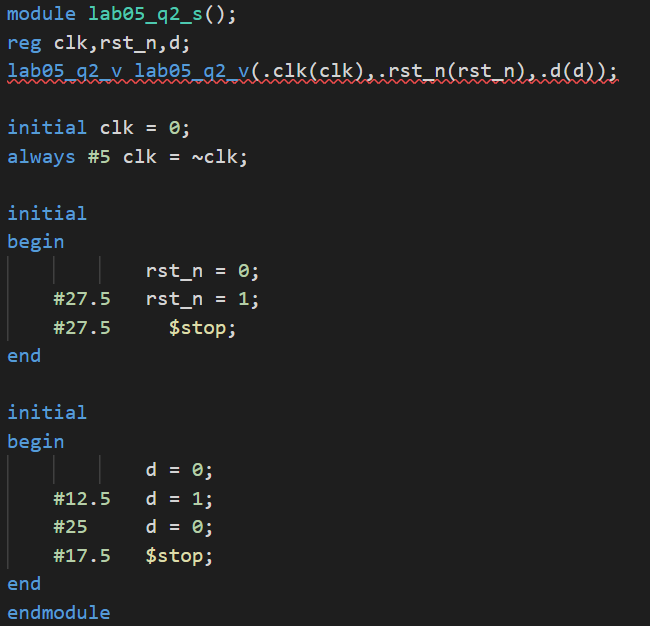 module lab05_q2_s();
reg clk,rst_n,d;
lab05_q2_v lab05_q2_v(.clk(clk),.rst_n(rst_n),.d(d));
initial clk = 0;
always #5 clk = ~clk;
initial
begin
rst_n = 0;
#27.5 rst_n = 1;
#27.5 $stop;
end
initial
begin
d = 0;
#12.5 d = 1;
#25 d = 0;
#17.5 $stop;
end
endmodule